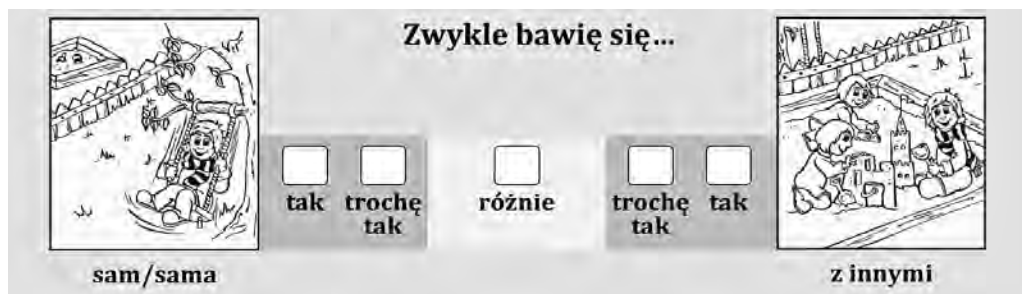 Zwykle bawię się...
tak
trochę
tak
różnie
trochę
tak
tak
sam/sama
z innymi